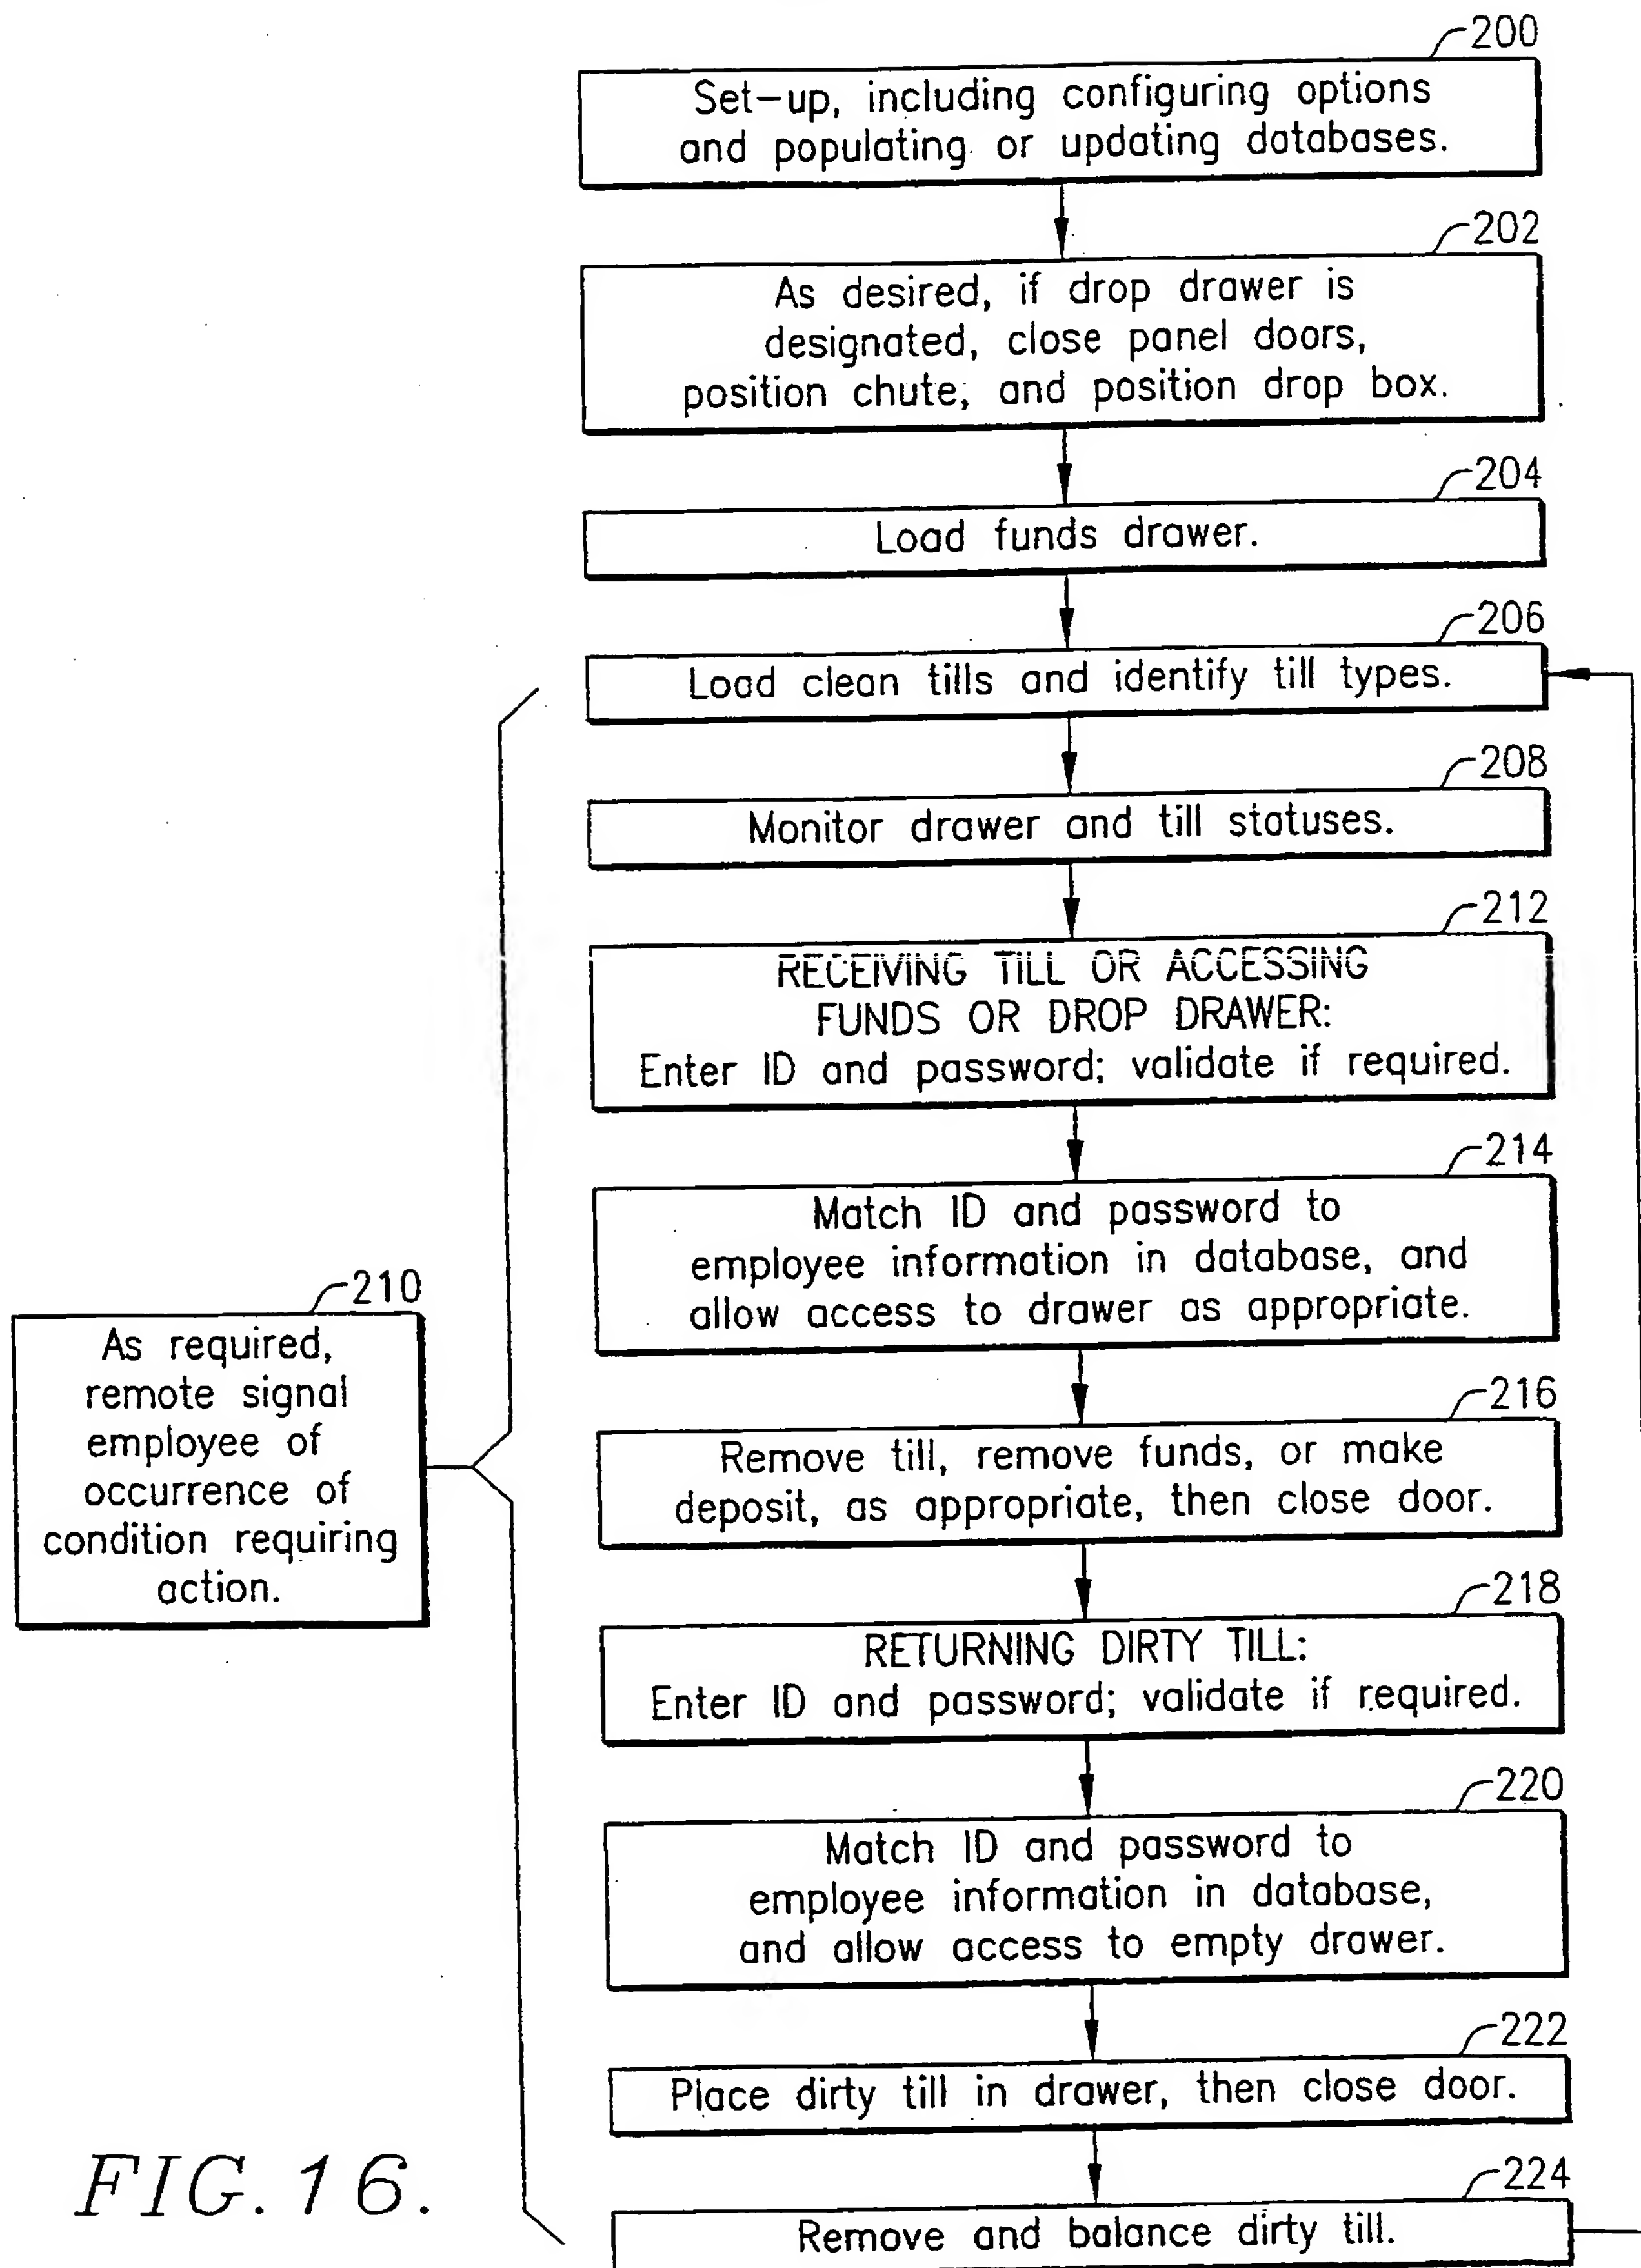 200
Set-up, including configuring options
and populating or updating databases.
202
As desired, if drop drawer is
designated, close panel doors,
position chute, and position drop box.
204
Load funds drawer.
206
Load clean tills and identify till types.
208
Monitor drawer and till statuses.
212
RECEIVING TILL OR ACCESSING
FUNDS OR DROP DRAWER:
Enter ID and password; validate if required.
214
Match ID and password to
employee information in database, and
allow access to drawer as appropriate.
210
As required,
remote signal
employee of
occurrence of
condition requiring
action.
216
Remove till, remove funds, or make
deposit, as appropriate, then close door.
218
RETURNING DIRTY TILL:
Enter ID and password; validate if required.
220
Match ID and password to
employee information in database,
and allow access to empty drawer.
222
Place dirty till in drawer, then close door.
224
Remove and balance dirty till.
FIG. 16.